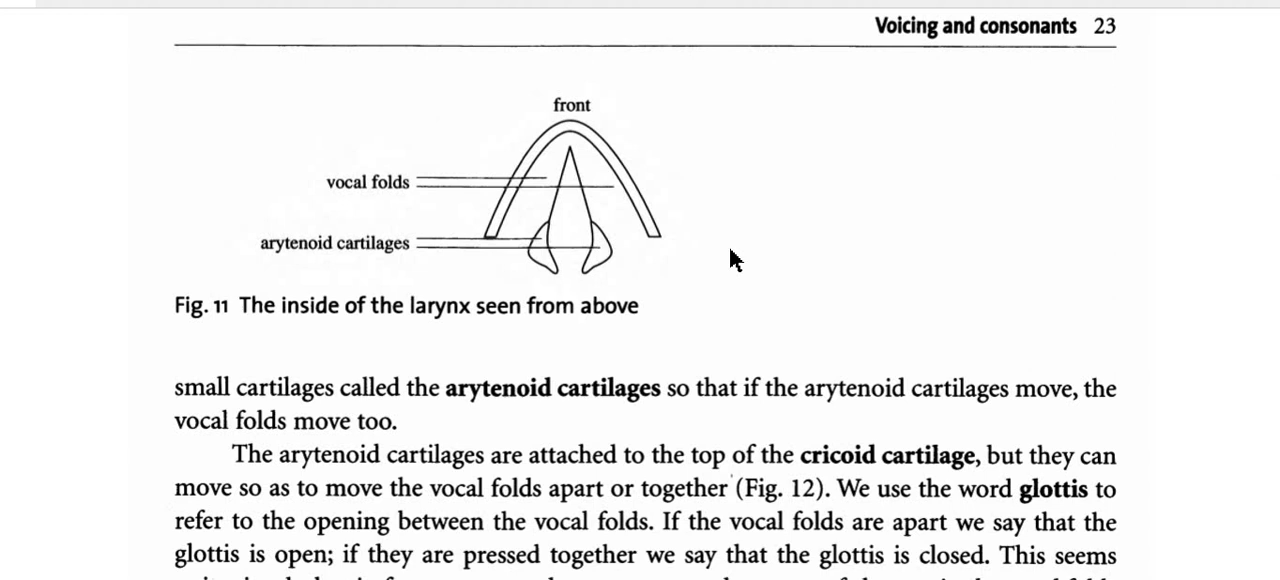 Voicing and consonants 23
front
vocal folds
arytenoid cartilages
Fig. 11 The inside of the larynx seen from above
small cartilages called the arytenoid cartilages so that if the arytenoid cartilages move, the
vocal folds move too.
The arytenoid cartilages are attached to the top of the cricoid cartilage, but they can
move so as to move the vocal folds apart or together (Fig. 12). We use the word glottis to
refer to the opening between the vocal folds. If the vocal folds are apart we say that the
glottis is open; if they are pressed together we say that the glottis is closed. This seems